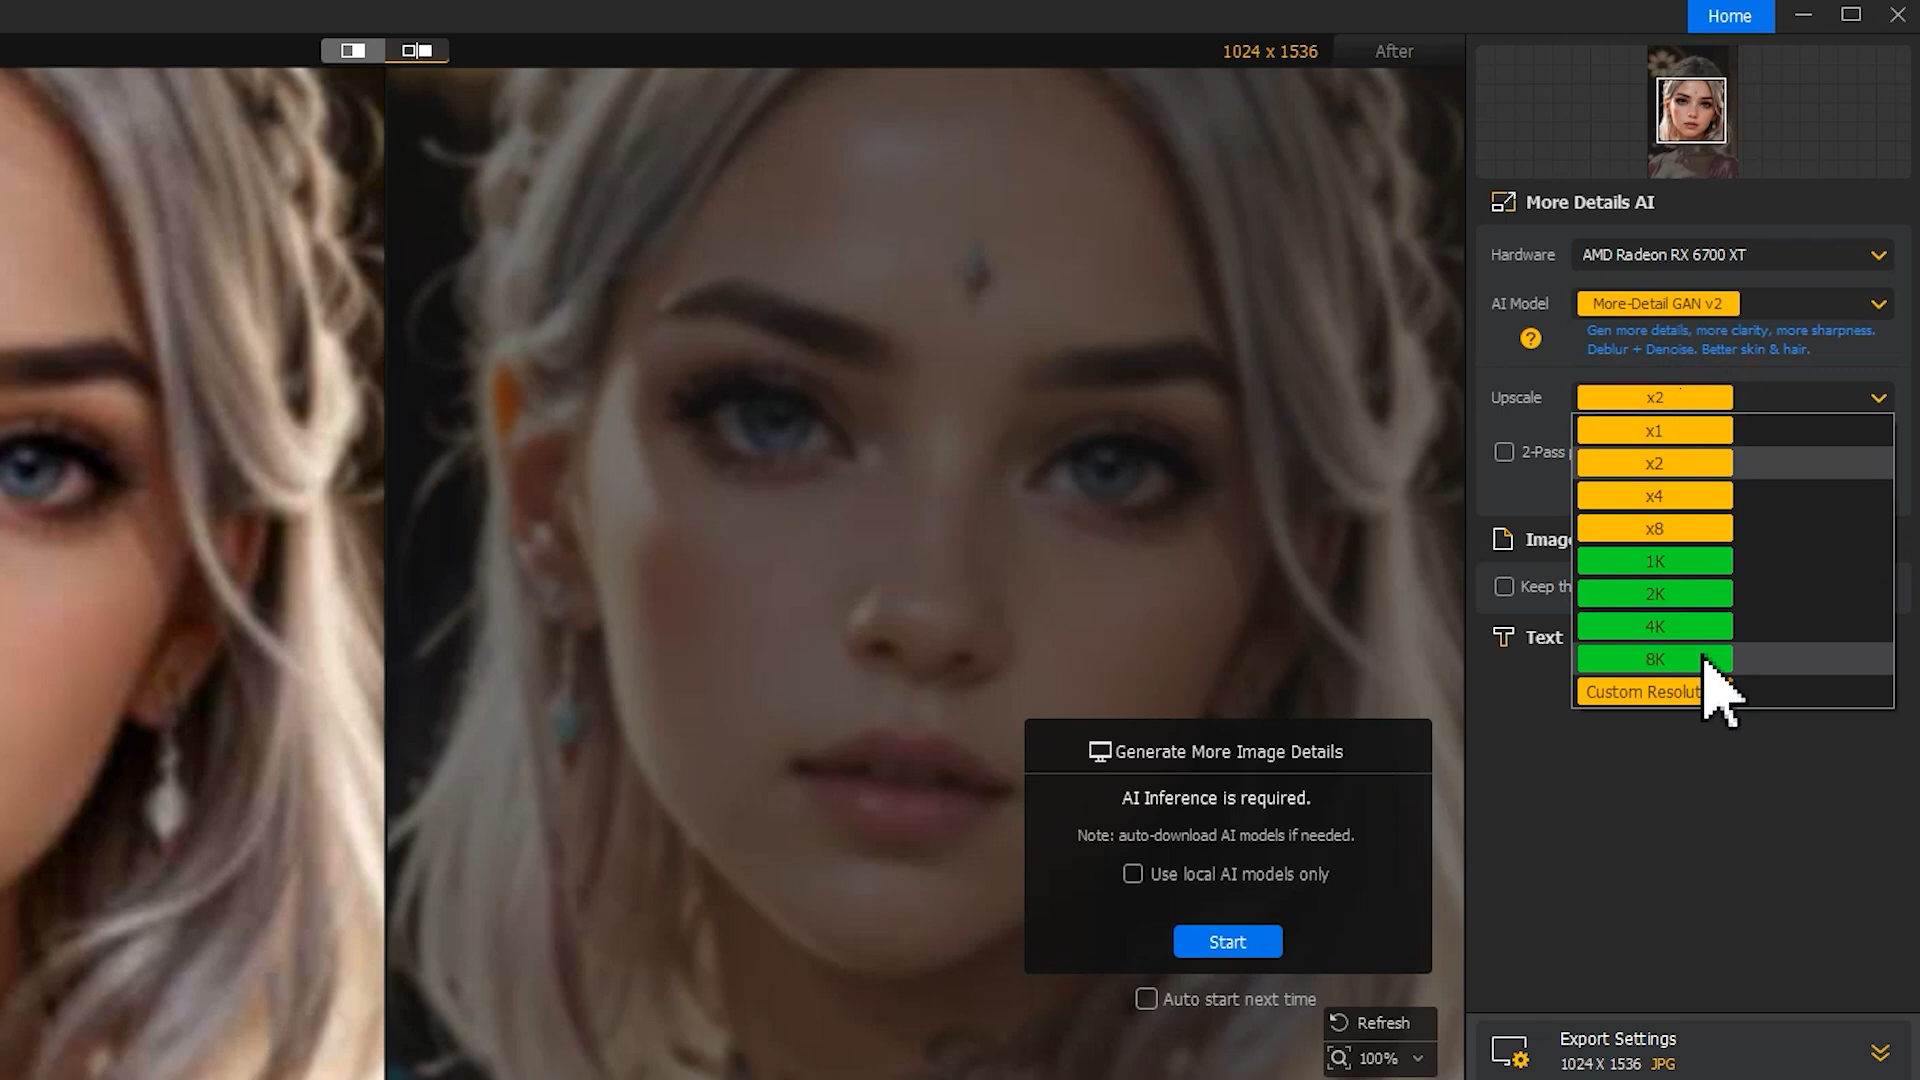 Home
1024 x 1536
After
More Details AI
Hardware
AMD Radeon RX 6700 XT
AI Model
More-Detail GAN v2
?
Gen more details, more clarity, more sharpness.
Deblur + Denoise. Better skin & hair.
Upscale
x2
x1
2-Pass
x2
x4
x8
1K
2K
4K
8K
Custom Resolut
Imag
Keep th
Text
Generate More Image Details
AI Inference is required.
Note: auto-download AI models if needed.
Use local AI models only
Start
Auto start next time
Refresh
100%
Export Settings
1024 X 1536 JPG